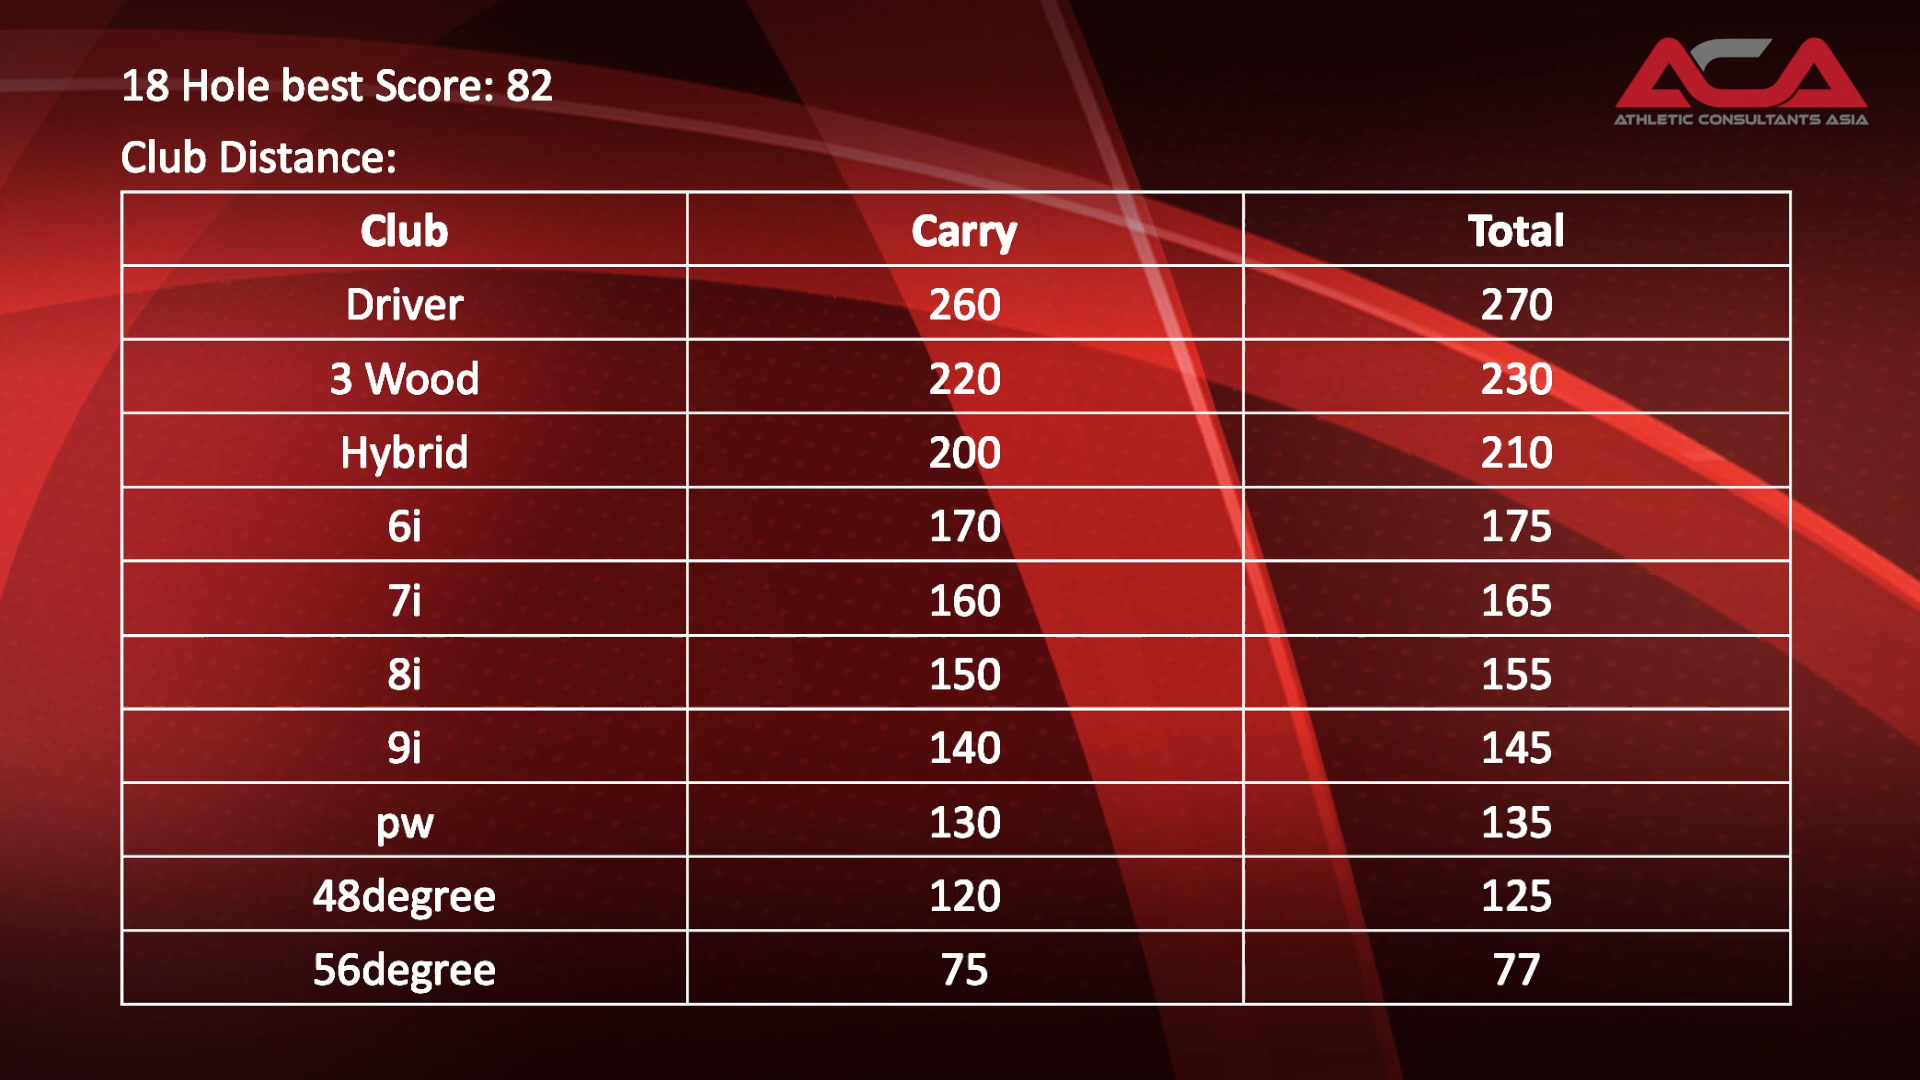 18 Hole best Score: 82
ACA
ATHLETIC CONSULTANTS ASIA
Club Distance:
Club Carry Total
Driver 260 270
3 Wood 220 230
Hybrid 200 210
6i 170 175
7i 160 165
8i 150 155
9i 140 145
pw 130 135
48degree 120 125
56degree 75 77